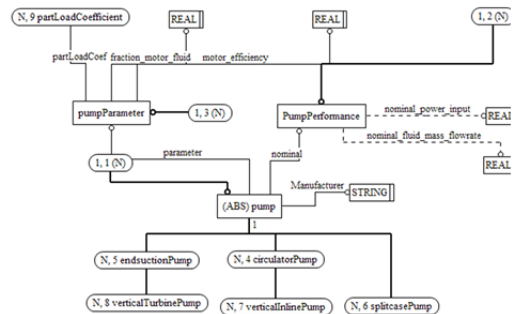 N, 9 partLoadCoefficient
REAL
REAL
1, 2 (N)
partLoadCoef
fraction_motor_fluid
motor_efficiency
pumpParameter
1, 3 (N)
PumpPerformance
nominal_power_input
REAL
nominal_fluid_mass_flowrate
REAL
1, 1 (N)
parameter
nominal
Manufacturer
STRING
(ABS) pump
1
N, 5 endsuctionPump
N, 4 circulatorPump
N, 8 verticalTurbinePump
N, 7 verticalInlinePump
N, 6 splitcasePump